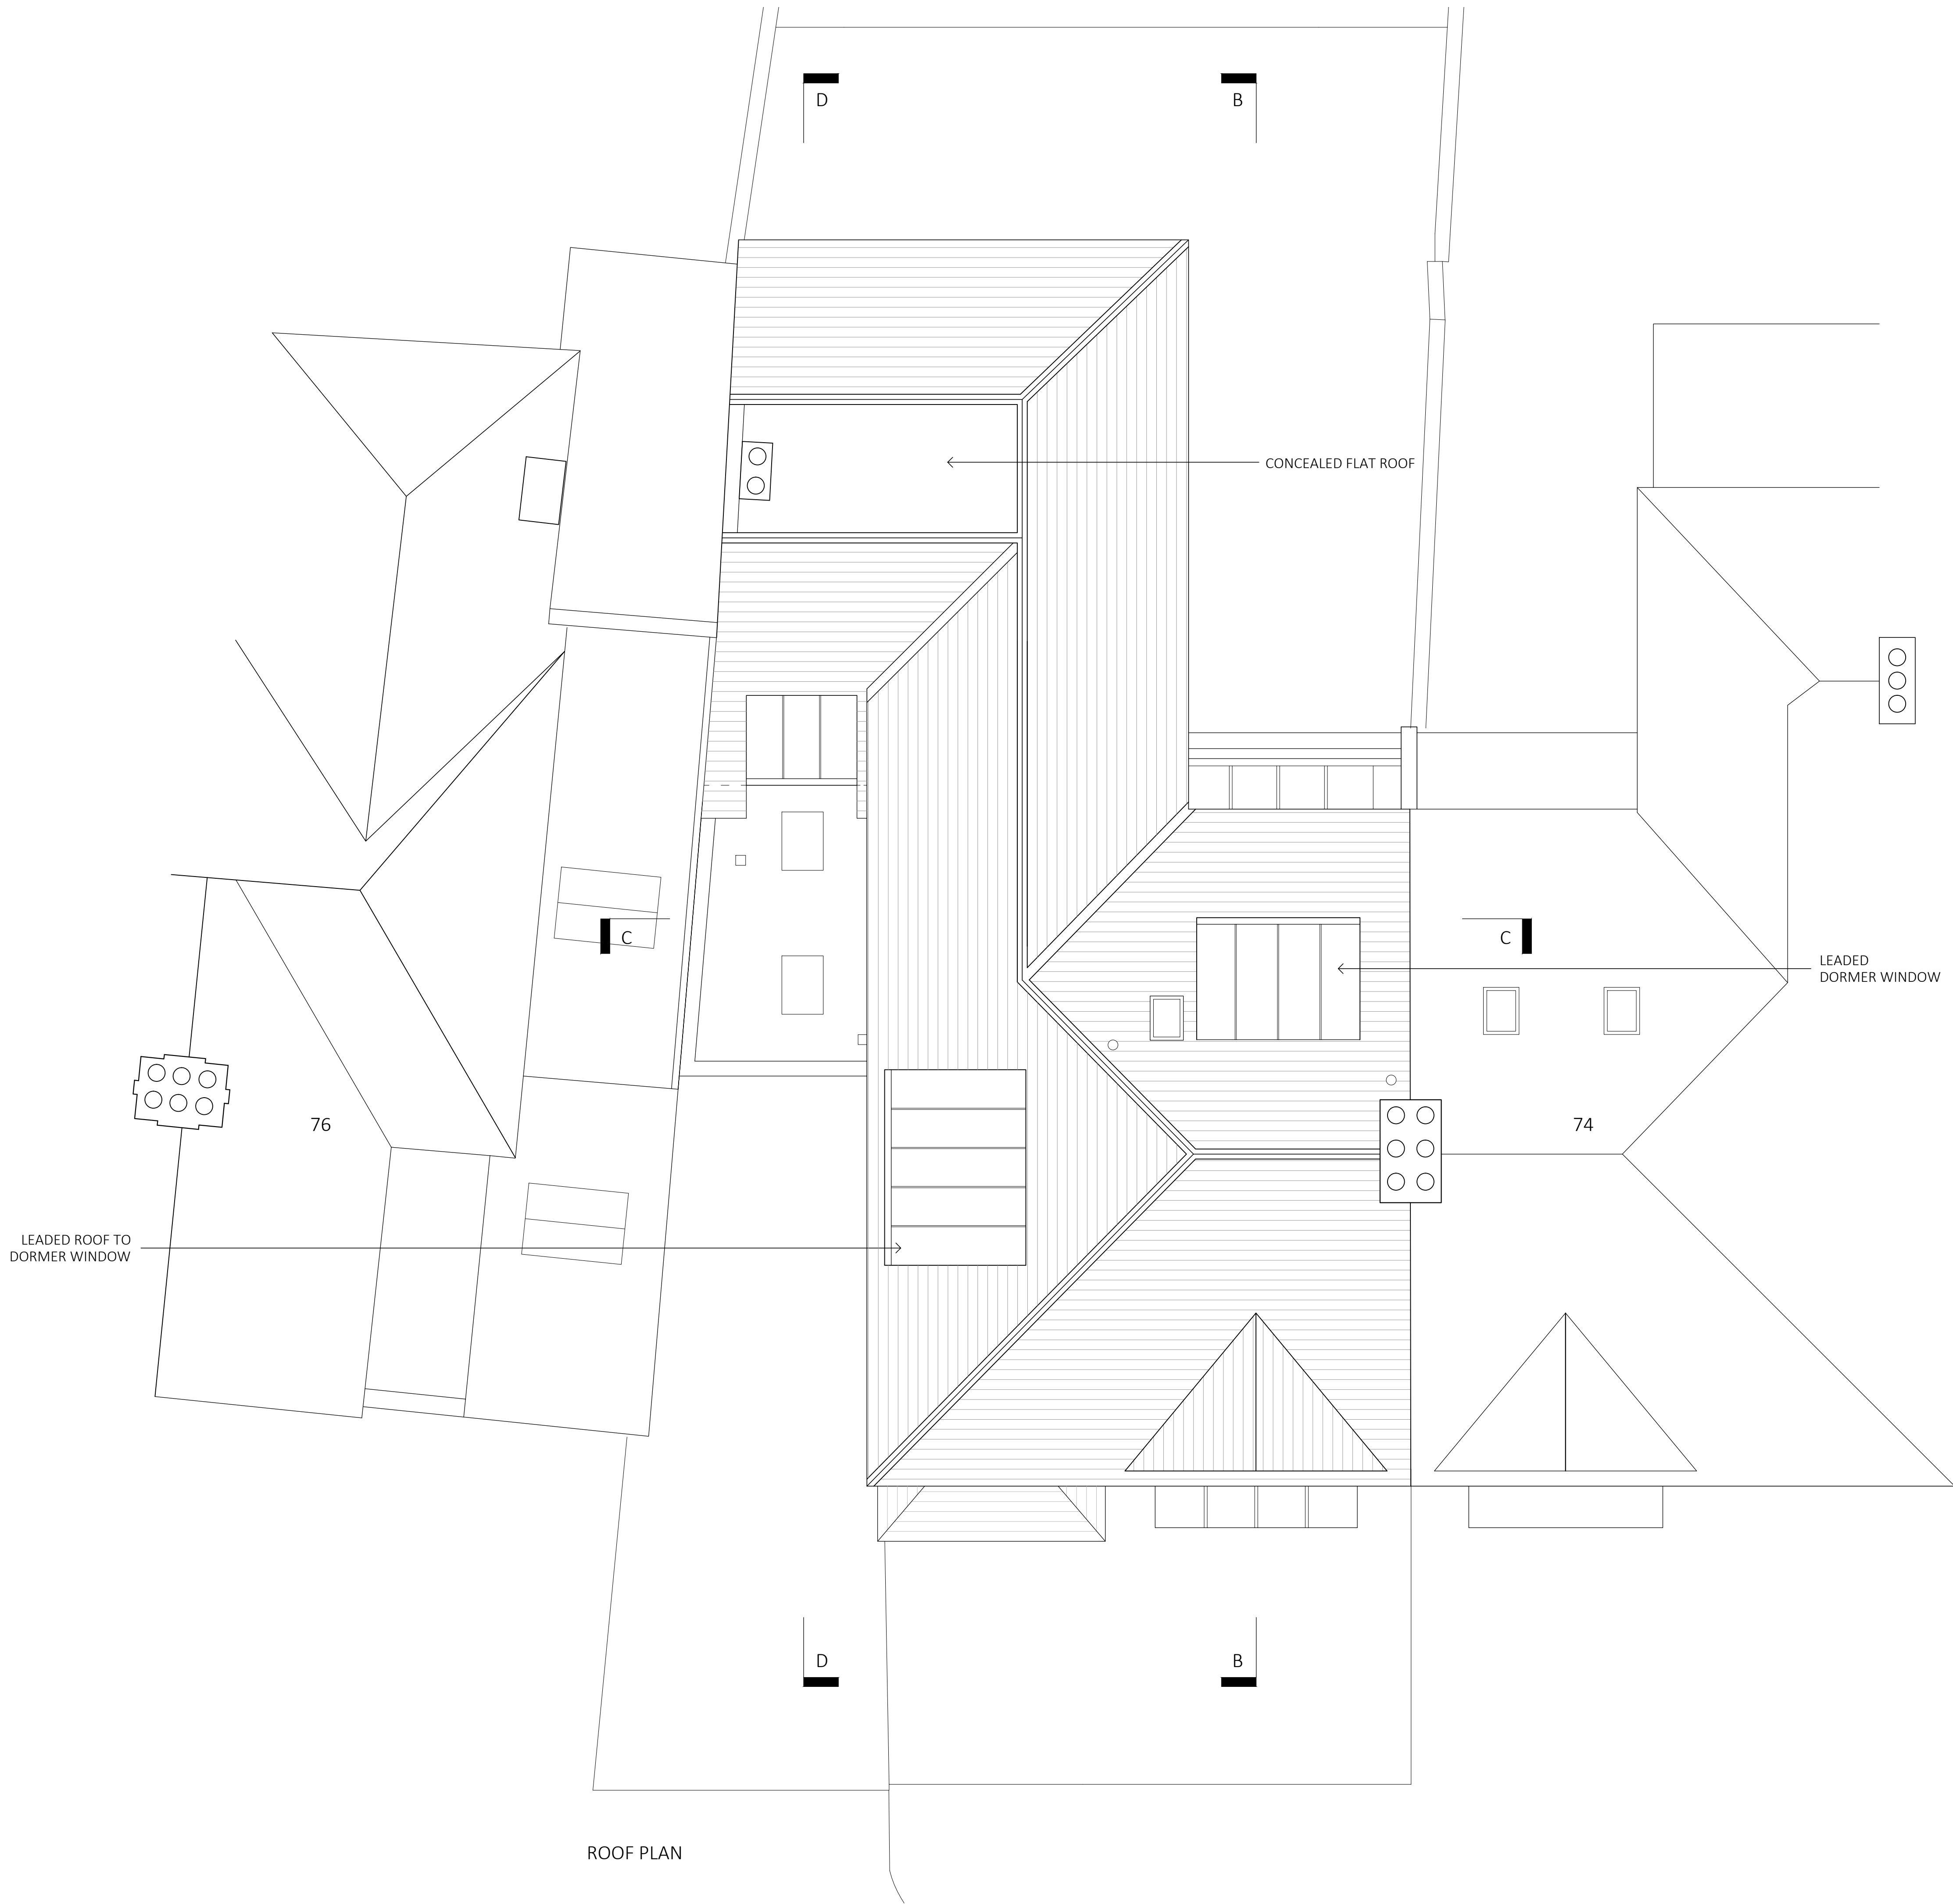 D
B
CONCEALED FLAT ROOF
C
C
LEADED
DORMER WINDOW
76
74
LEADED ROOF TO
DORMER WINDOW
D
B
ROOF PLAN